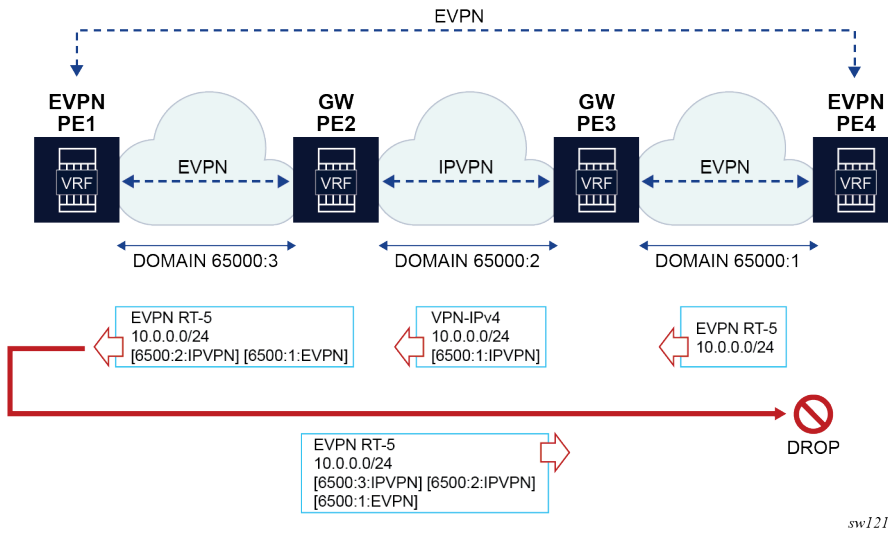 EVPN
EVPN
PE1
GW
PE2
GW
PE3
EVPN
PE4
VRF
EVPN
VRF
IPVPN
VRF
EVPN
VRF
DOMAIN 65000:3
DOMAIN 65000:2
DOMAIN 65000:1
EVPN RT-5
10.0.0.0/24
[6500:2:IPVPN] [6500:1:EVPN]
VPN-IPv4
10.0.0.0/24
[6500:1:IPVPN]
EVPN RT-5
10.0.0.0/24
DROP
EVPN RT-5
10.0.0.0/24
[6500:3:IPVPN] [6500:2:IPVPN]
[6500:1:EVPN]
sw121